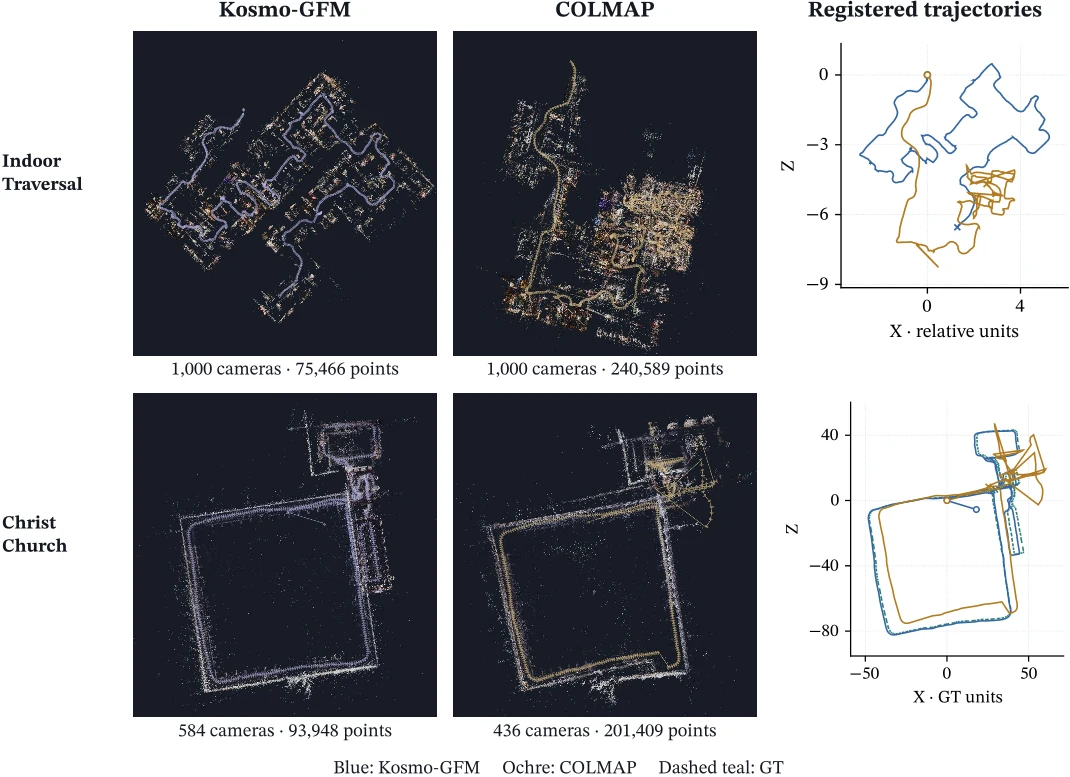 Kosmo-GFM
COLMAP
Registered trajectories
Indoor
Traversal
0
−3
−6
−9
Z
0
4
X · relative units
1,000 cameras · 75,466 points
1,000 cameras · 240,589 points
Christ
Church
40
0
−40
−80
Z
−50
0
50
X · GT units
584 cameras · 93,948 points
436 cameras · 201,409 points
Blue: Kosmo-GFM Ochre: COLMAP Dashed teal: GT